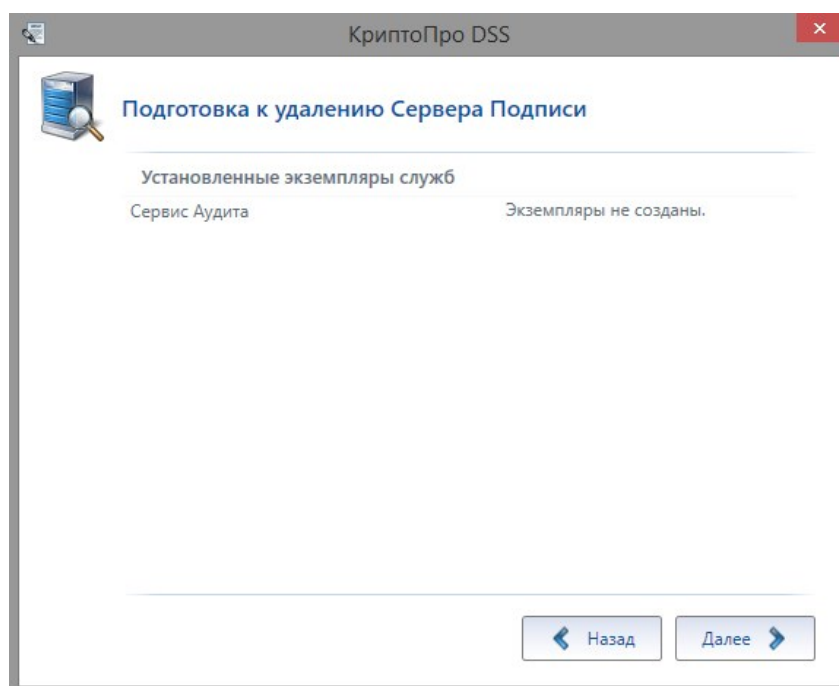 КриптоПро DSS
Подготовка к удалению Сервера Подписи
Установленные экземпляры служб
Сервис Аудита Экземпляры не созданы.
Назад Далее